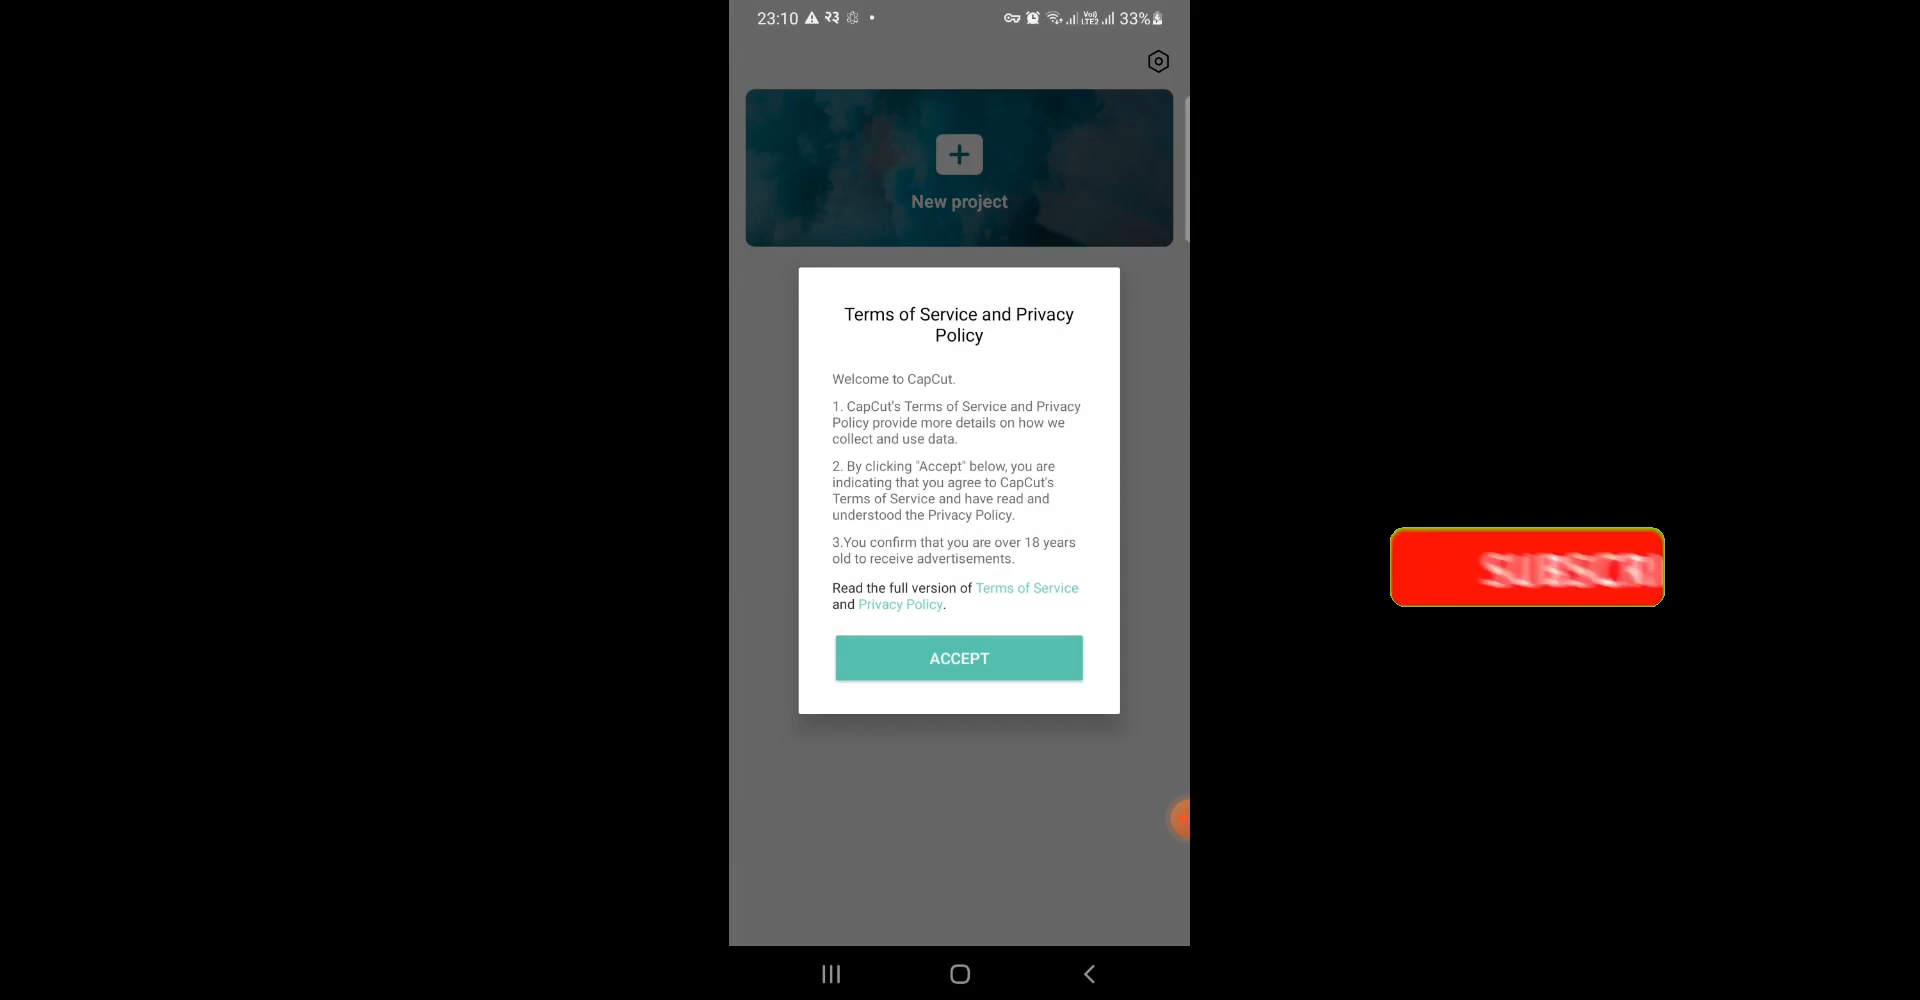 23:10 २३ Vo) LTE2 33%
New project
Terms of Service and Privacy
Policy
Welcome to CapCut.
1. CapCut's Terms of Service and Privacy
Policy provide more details on how we
collect and use data.
2. By clicking "Accept" below, you are
indicating that you agree to CapCut's
Terms of Service and have read and
understood the Privacy Policy.
3.You confirm that you are over 18 years
old to receive advertisements.
Read the full version of Terms of Service
and Privacy Policy.
ACCEPT